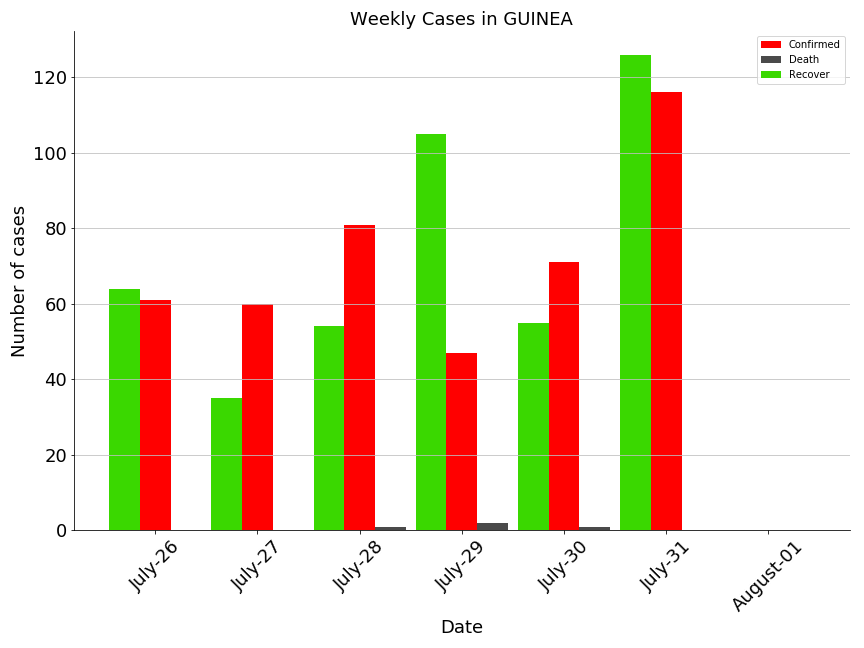 Weekly Cases in GUINEA
Confirmed
Death
Recover
Number of cases
120
100
80
60
40
20
0
July-26
July-27
July-28
July-29
July-30
July-31
August-01
Date